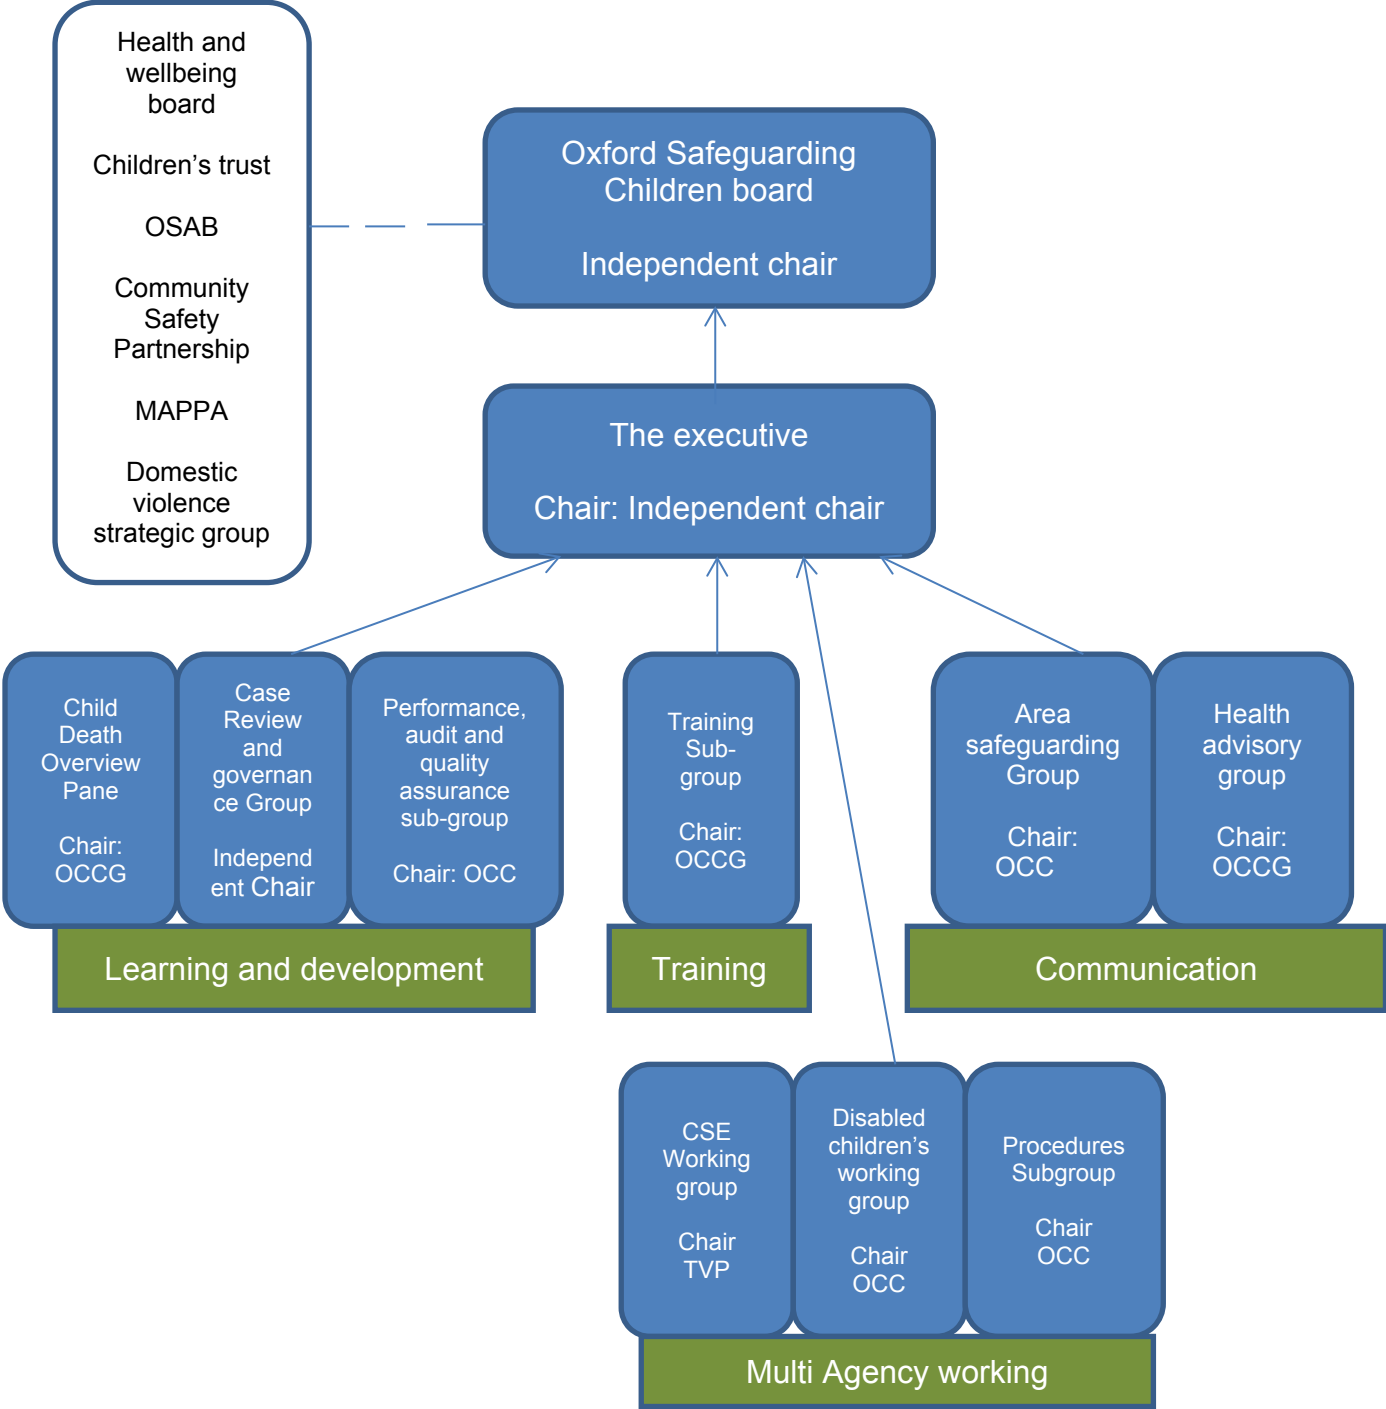 Health and
wellbeing
board
Children’s trust
OSAB
Community
Safety
Partnership
MAPPA
Domestic
violence
strategic group
Oxford Safeguarding
Children board
Independent chair
The executive
Chair: Independent chair
Child
Death
Overview
Pane
Chair:
OCCG
Case
Review
and
governan
ce Group
Independ
ent Chair
Performance,
audit and
quality
assurance
sub-group
Chair: OCC
Learning and development
Training
Sub-
group
Chair:
OCCG
Training
Area
safeguarding
Group
Chair:
OCC
Health
advisory
group
Chair:
OCCG
Communication
CSE
Working
group
Chair
TVP
Disabled
children’s
working
group
Chair
OCC
Procedures
Subgroup
Chair
OCC
Multi Agency working